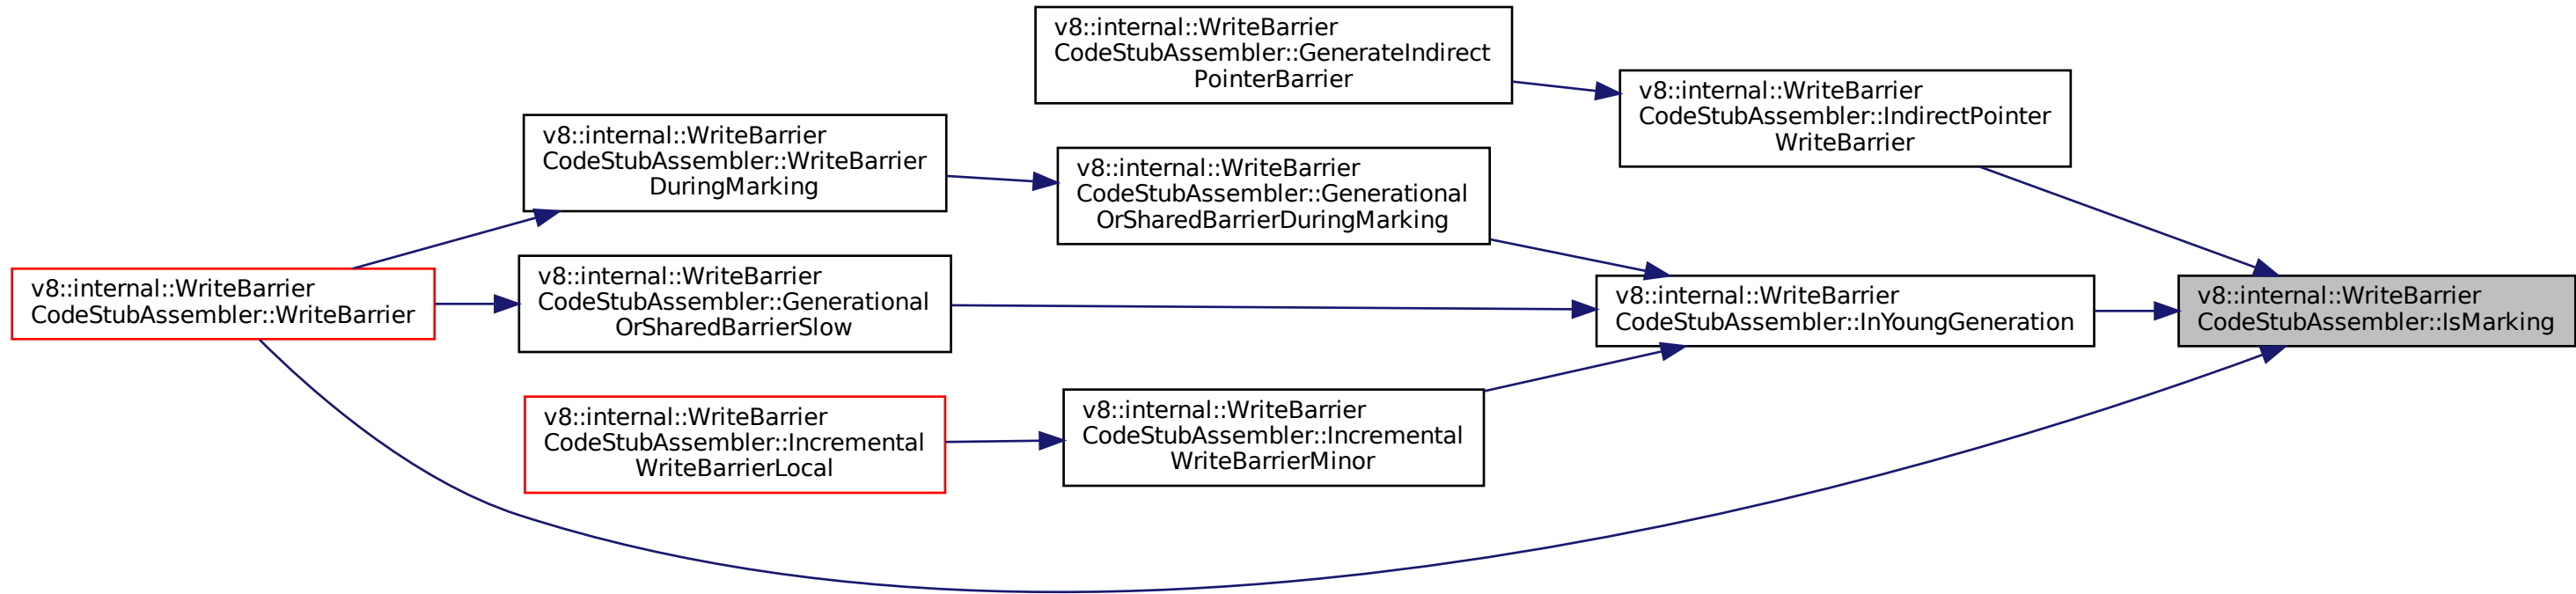 v8::internal::WriteBarrier
CodeStubAssembler::GenerateIndirect
PointerBarrier
v8::internal::WriteBarrier
CodeStubAssembler::IndirectPointer
WriteBarrier
v8::internal::WriteBarrier
CodeStubAssembler::WriteBarrier
DuringMarking
v8::internal::WriteBarrier
CodeStubAssembler::Generational
OrSharedBarrierDuringMarking
v8::internal::WriteBarrier
CodeStubAssembler::WriteBarrier
v8::internal::WriteBarrier
CodeStubAssembler::Generational
OrSharedBarrierSlow
v8::internal::WriteBarrier
CodeStubAssembler::InYoungGeneration
v8::internal::WriteBarrier
CodeStubAssembler::IsMarking
v8::internal::WriteBarrier
CodeStubAssembler::Incremental
WriteBarrierLocal
v8::internal::WriteBarrier
CodeStubAssembler::Incremental
WriteBarrierMinor